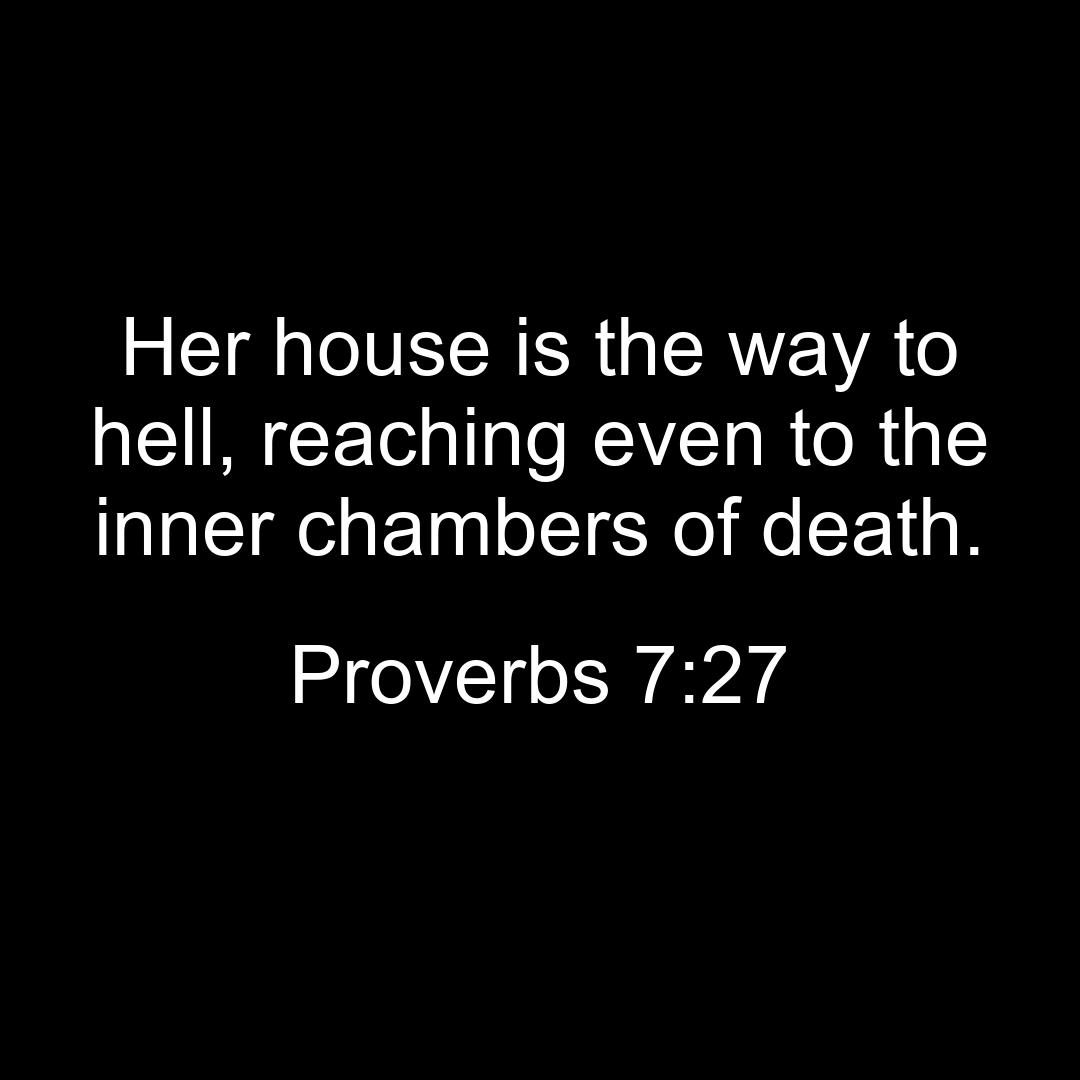 Her house is the way to
hell, reaching even to the
inner chambers of death.
Proverbs 7:27